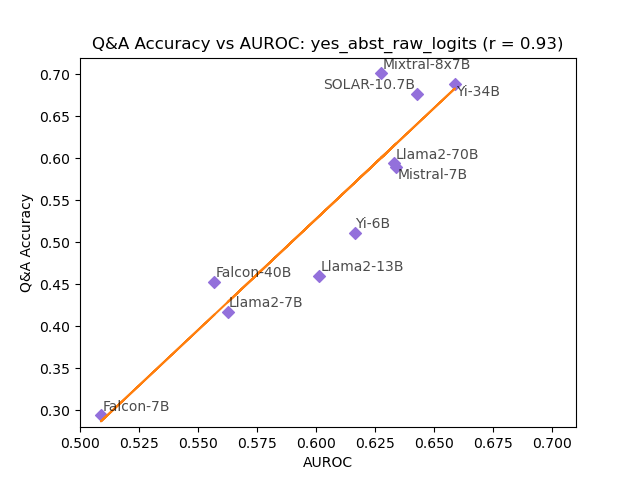 Q&A Accuracy vs AUROC: yes_abst_raw_logits (r = 0.93)
Mixtral-8x7B
SOLAR-10.7B
Yi-34B
Llama2-70B
Mistral-7B
Yi-6B
Llama2-13B
Falcon-40B
Llama2-7B
Falcon-7B
Q&A Accuracy
0.70
0.65
0.60
0.55
0.50
0.45
0.40
0.35
0.30
0.500 0.525 0.550 0.575 0.600 0.625 0.650 0.675 0.700
AUROC